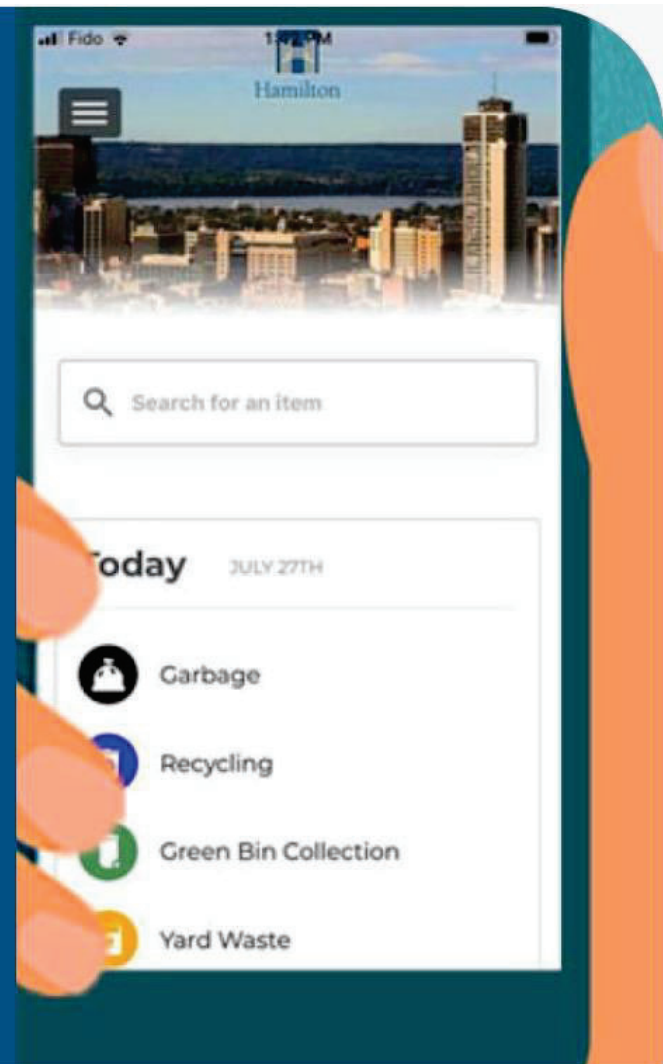 Fido
Hamilton
Search for an item
Today JULY 27TH
Garbage
Recycling
Green Bin Collection
Yard Waste